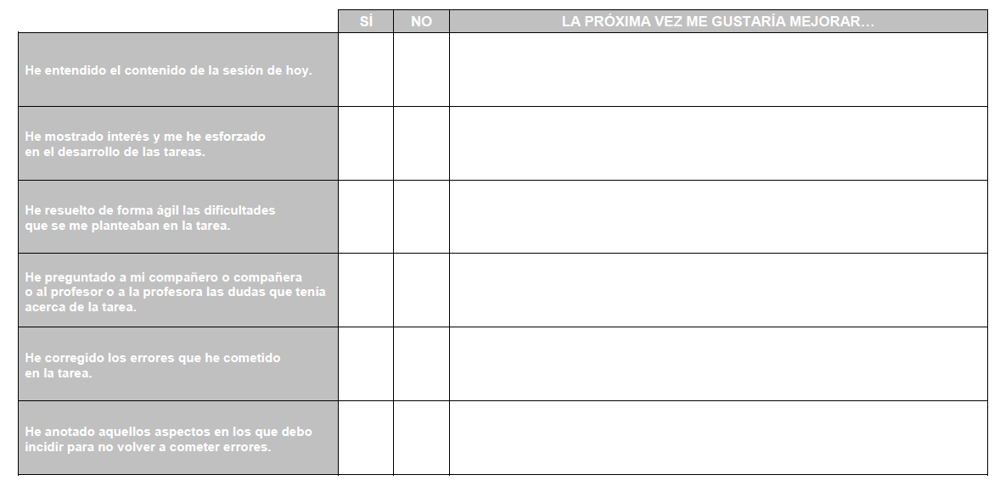 SÍ NO LA PRÓXIMA VEZ ME GUSTARÍA MEJORAR…
He entendido el contenido de la sesión de hoy.
He mostrado interés y me he esforzado
en el desarrollo de las tareas.
He resuelto de forma ágil las dificultades
que se me planteaban en la tarea.
He preguntado a mi compañero o compañera
o al profesor o a la profesora las dudas que tenía
acerca de la tarea.
He corregido los errores que he cometido
en la tarea.
He anotado aquellos aspectos en los que debo
incidir para no volver a cometer errores.